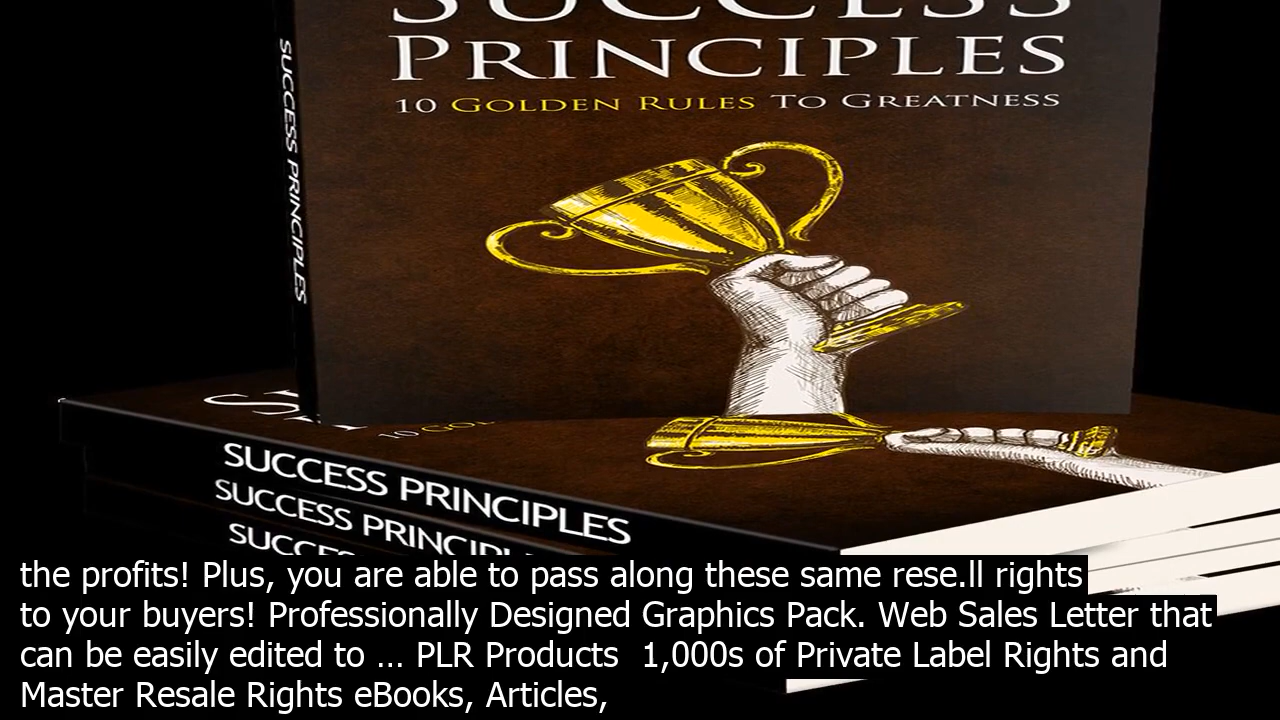 SUCCESS
PRINCIPLES
10 GOLDEN RULES TO GREATNESS
SUCCESS PRINCIPLES
10 GOL
SUCCESS PRINCIPLES
SUCCESS PRINCIPLES
SUCCESS
the profits! Plus, you are able to pass along these same rese.ll rights
to your buyers! Professionally Designed Graphics Pack. Web Sales Letter that
can be easily edited to ... PLR Products  1,000s of Private Label Rights and
Master Resale Rights eBooks, Articles,